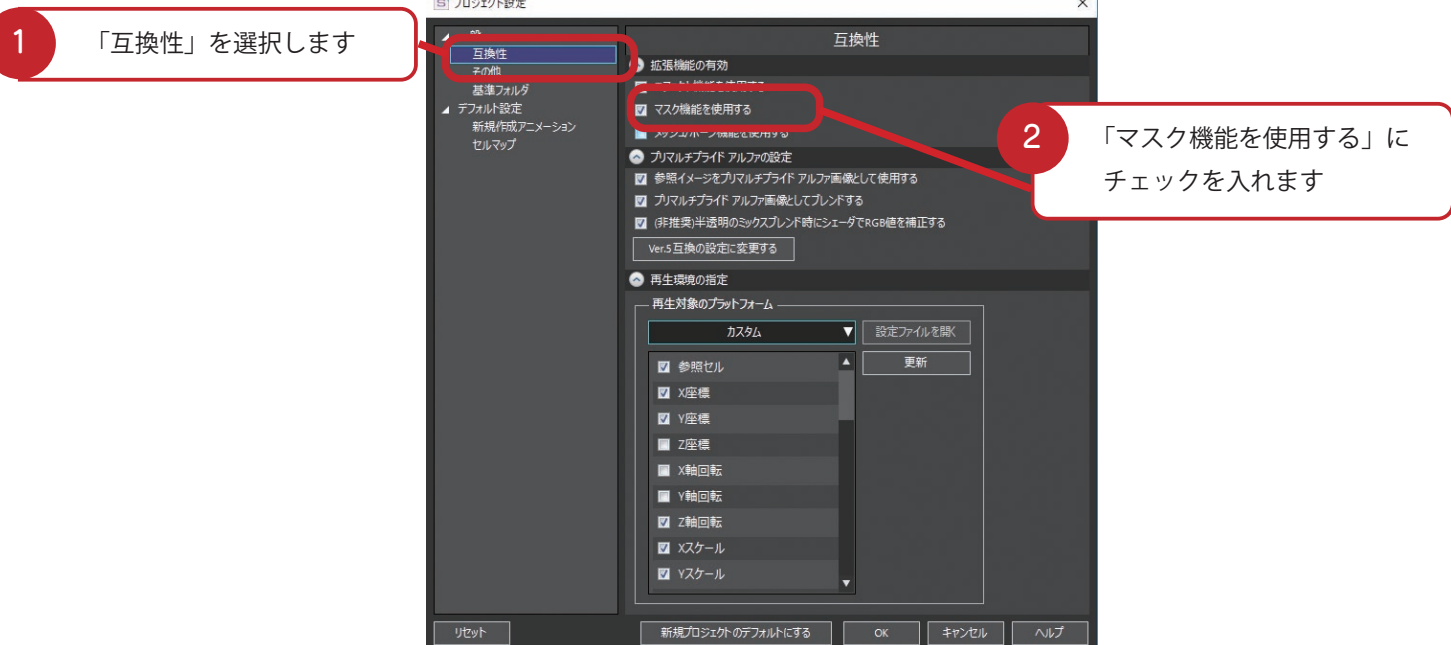 プロジェクト設定
1
「互換性」を選択します
互換性
その他
基準フォルダ
デフォルト設定
新規作成アニメーション
セルマップ
互換性
拡張機能の有効
マスク機能を使用する
2
「マスク機能を使用する」に
チェックを入れます
プリマルチプライド アルファの設定
参照イメージをプリマルチプライド アルファ画像として使用する
プリマルチプライド アルファ画像としてブレンドする
(非推奨)半透明のミックスブレンド時にシェーダでRGB値を補正する
Ver.5互換の設定に変更する
再生環境の指定
再生対象のプラットフォーム
カスタム
設定ファイルを開く
更新
参照セル
X座標
Y座標
Z座標
X軸回転
Y軸回転
Z軸回転
Xスケール
Yスケール
リセット
新規プロジェクトのデフォルトにする
OK
キャンセル
ヘルプ